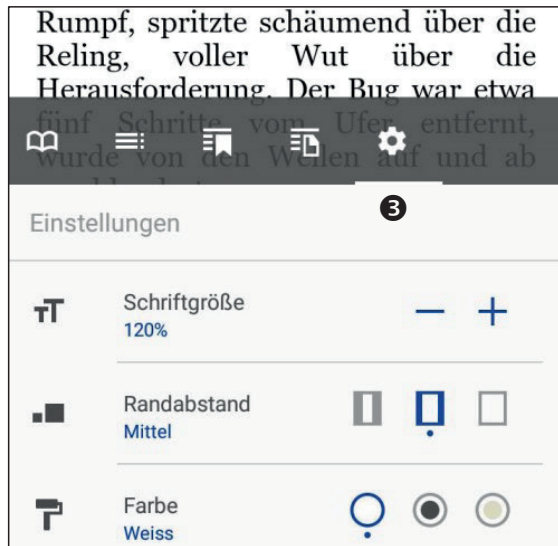 Rumpf, spritzte schäumend über die
Reling, voller Wut über die
Herausforderung. Der Bug war etwa
fünf Schritte vom Ufer entfernt,
wurde von den Wellen auf und ab
❸
Einstellungen
Schriftgröße
120%
Randabstand
Mittel
Farbe
Weiss